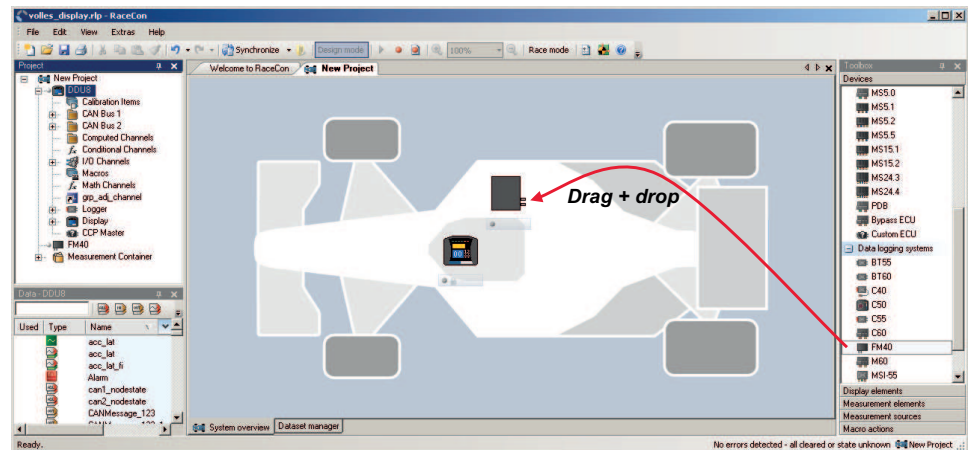 volles_display.rlp - RaceCon
File Edit View Extras Help
Synchronize Design mode 100% Race mode
Project
New Project
DDU8
Calibration Items
CAN Bus 1
CAN Bus 2
Computed Channels
Conditional Channels
I/O Channels
Macros
Math Channels
grp_adj_channel
Logger
Display
CCP Master
FM40
Measurement Container
Data - DDU8
Used Type Name
acc_lat
acc_lat
acc_lat_fi
Alarm
can1_nodestate
can2_nodestate
CANMessage_123
Welcome to RaceCon New Project
Drag + drop
System overview Dataset manager
Toolbox
Devices
MS5.0
MS5.1
MS5.2
MS5.5
MS15.1
MS15.2
MS24.3
MS24.4
PDB
Bypass ECU
Custom ECU
Data logging systems
BT55
BT60
C40
C50
C55
C60
FM40
M60
MSI-55
Display elements
Measurement elements
Measurement sources
Macro actions
Ready.
No errors detected - all cleared or state unknown New Project